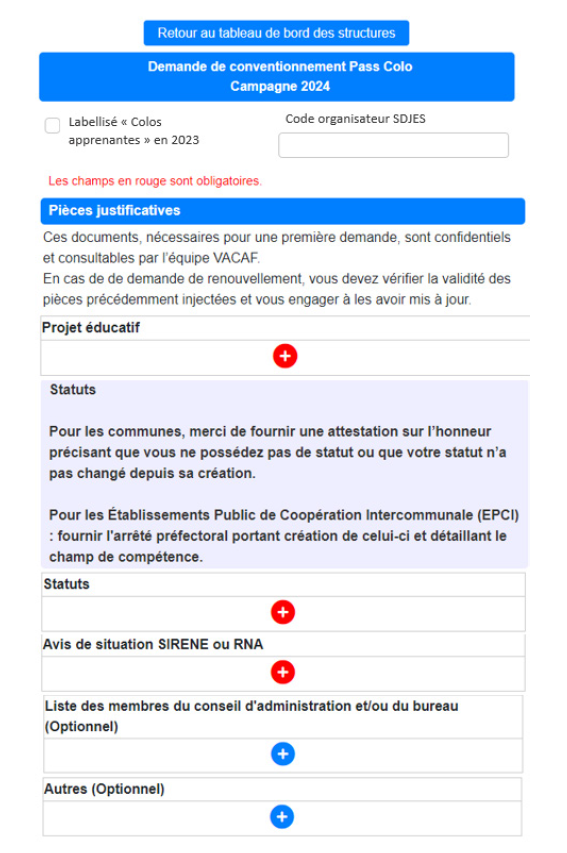 Retour au tableau de bord des structures
Demande de conventionnement Pass Colo
Campagne 2024
Labellisé « Colos
apprenantes » en 2023
Code organisateur SDJES
Les champs en rouge sont obligatoires.
Pièces justificatives
Ces documents, nécessaires pour une première demande, sont confidentiels
et consultables par l'équipe VACAF.
En cas de de demande de renouvellement, vous devez vérifier la validité des
pièces précédemment injectées et vous engager à les avoir mis à jour.
Projet éducatif
Statuts
Pour les communes, merci de fournir une attestation sur l'honneur
précisant que vous ne possédez pas de statut ou que votre statut n'a
pas changé depuis sa création.
Pour les Établissements Public de Coopération Intercommunale (EPCI)
: fournir l'arrêté préfectoral portant création de celui-ci et détaillant le
champ de compétence.
Statuts
Avis de situation SIRENE ou RNA
Liste des membres du conseil d'administration et/ou du bureau
(Optionnel)
Autres (Optionnel)